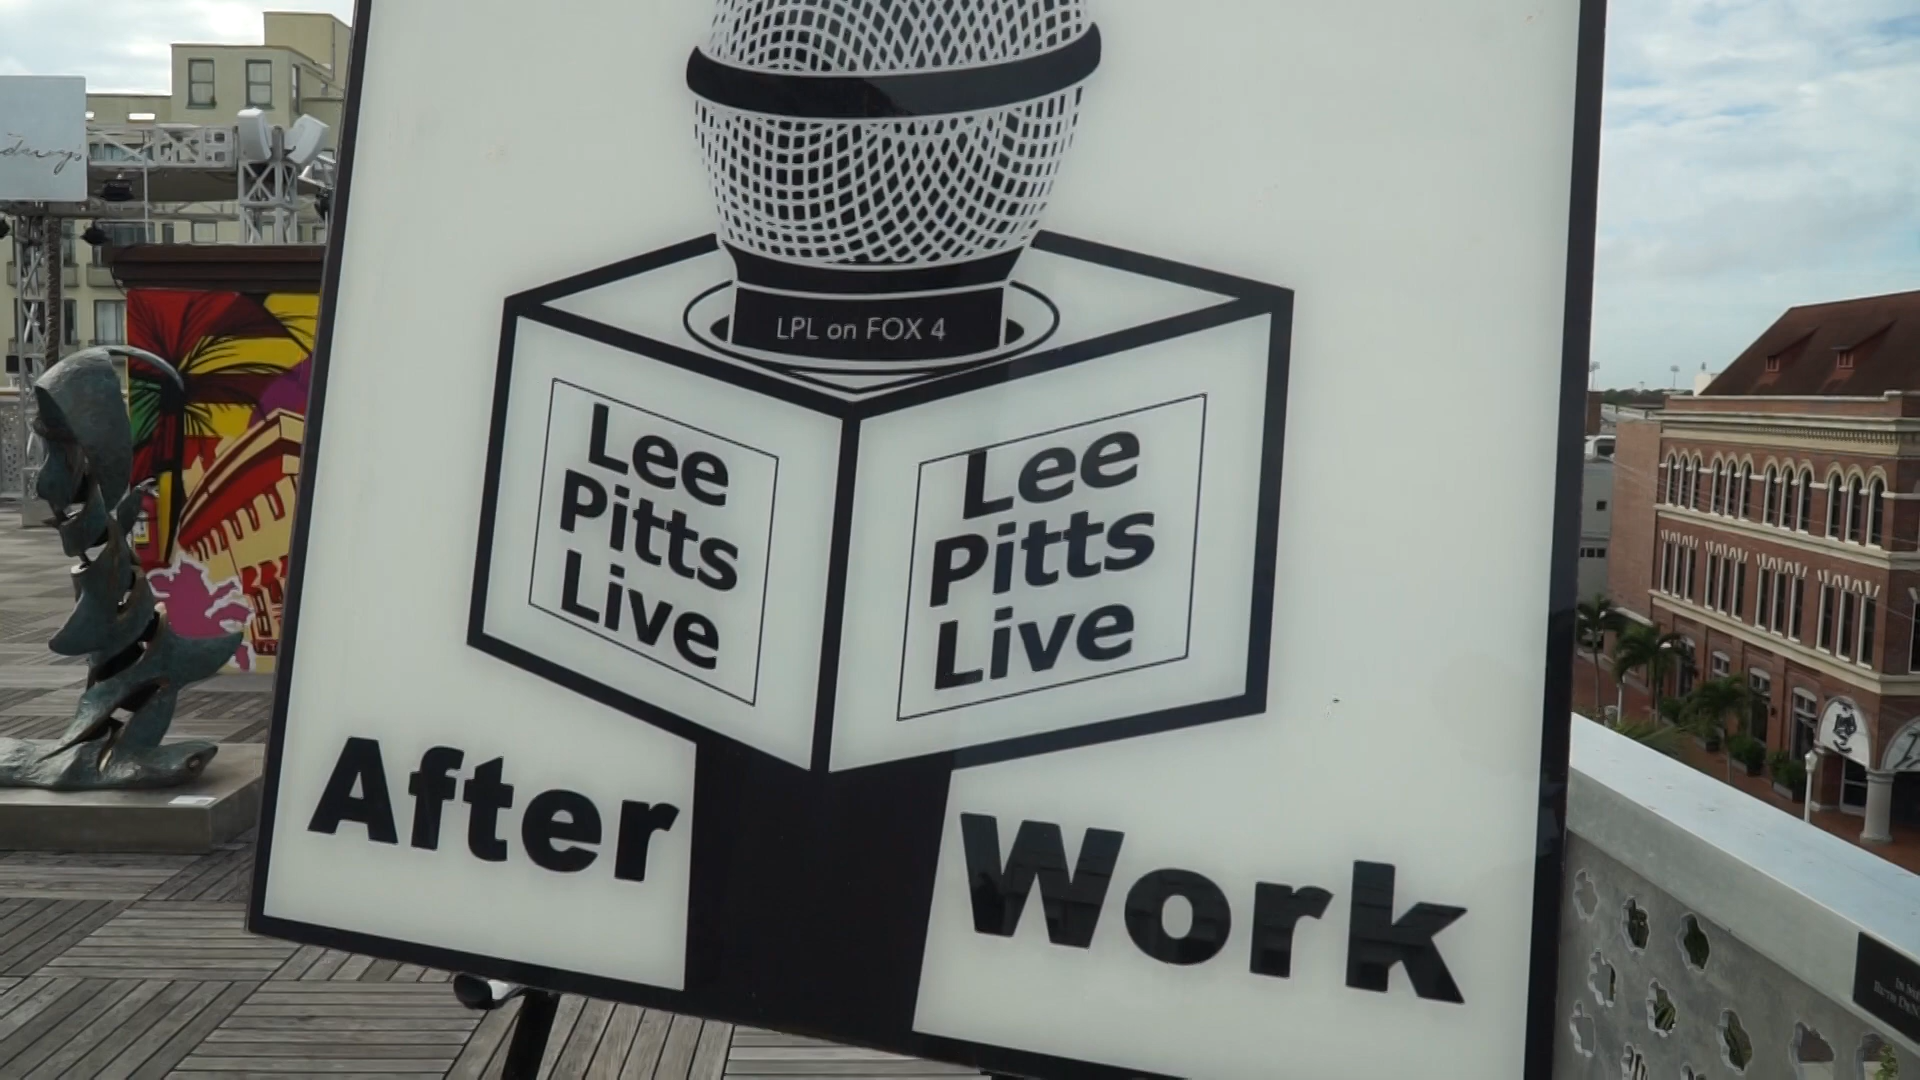 LPL on FOX 4
Lee
Pitts
Live
Lee
Pitts
Live
After
Work